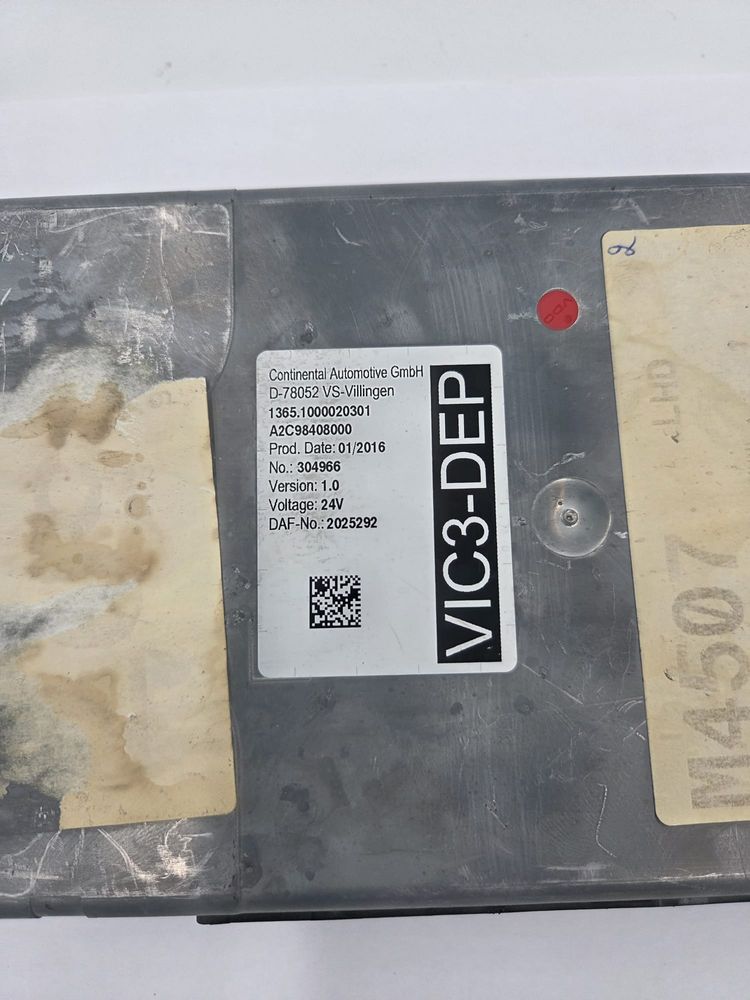 Continental Automotive GmbH
D-78052 VS-Villingen
1365.1000020301
A2C98408000
Prod. Date: 01/2016
No.: 304966
Version: 1.0
Voltage: 24V
DAF-No.: 2025292
VIC3-DEP
LHD
M4507